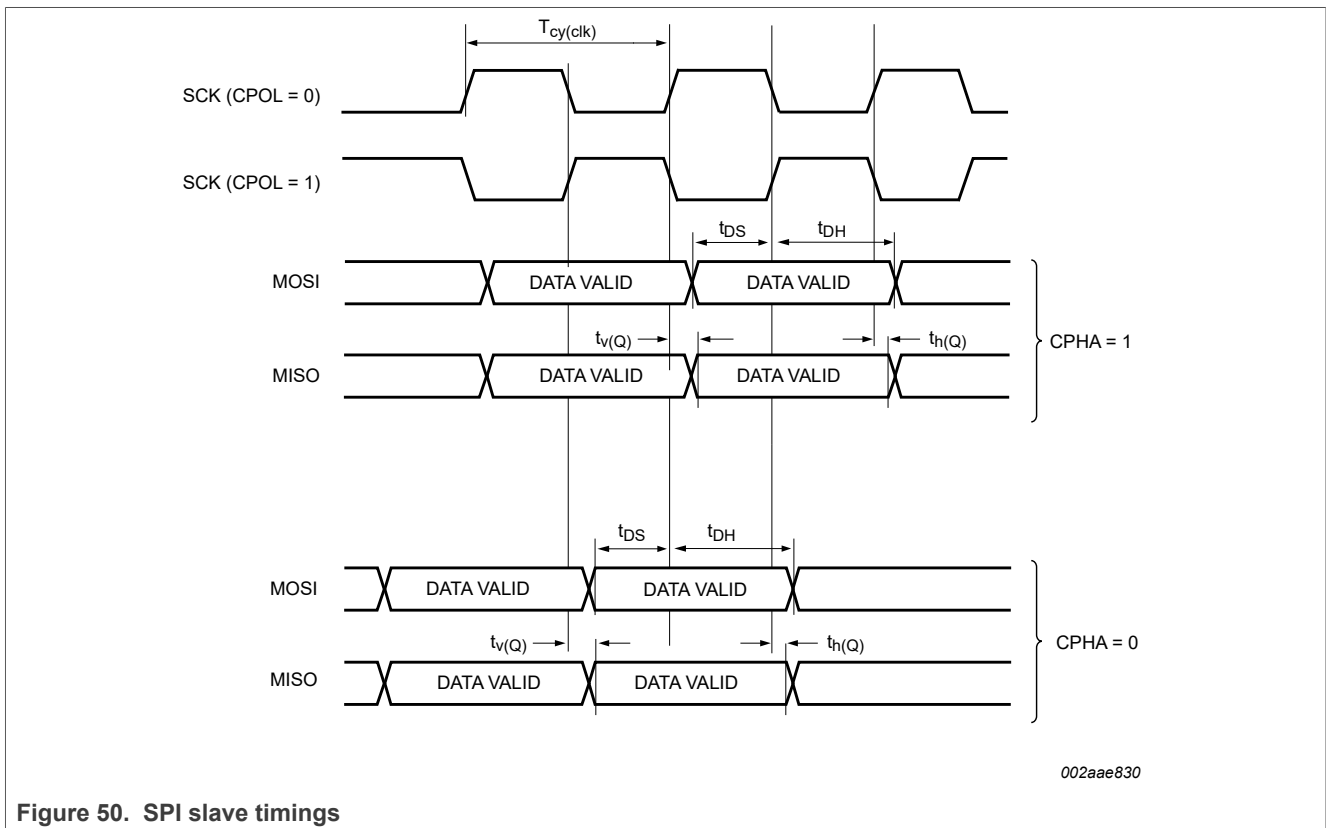 Tcy(clk)
SCK (CPOL = 0)
SCK (CPOL = 1)
tDS
tDH
MOSI
DATA VALID
DATA VALID
tv(Q)
th(Q)
CPHA = 1
MISO
DATA VALID
DATA VALID
tDS
tDH
MOSI
DATA VALID
DATA VALID
tv(Q)
th(Q)
CPHA = 0
MISO
DATA VALID
DATA VALID
002aae830
Figure 50. SPI slave timings